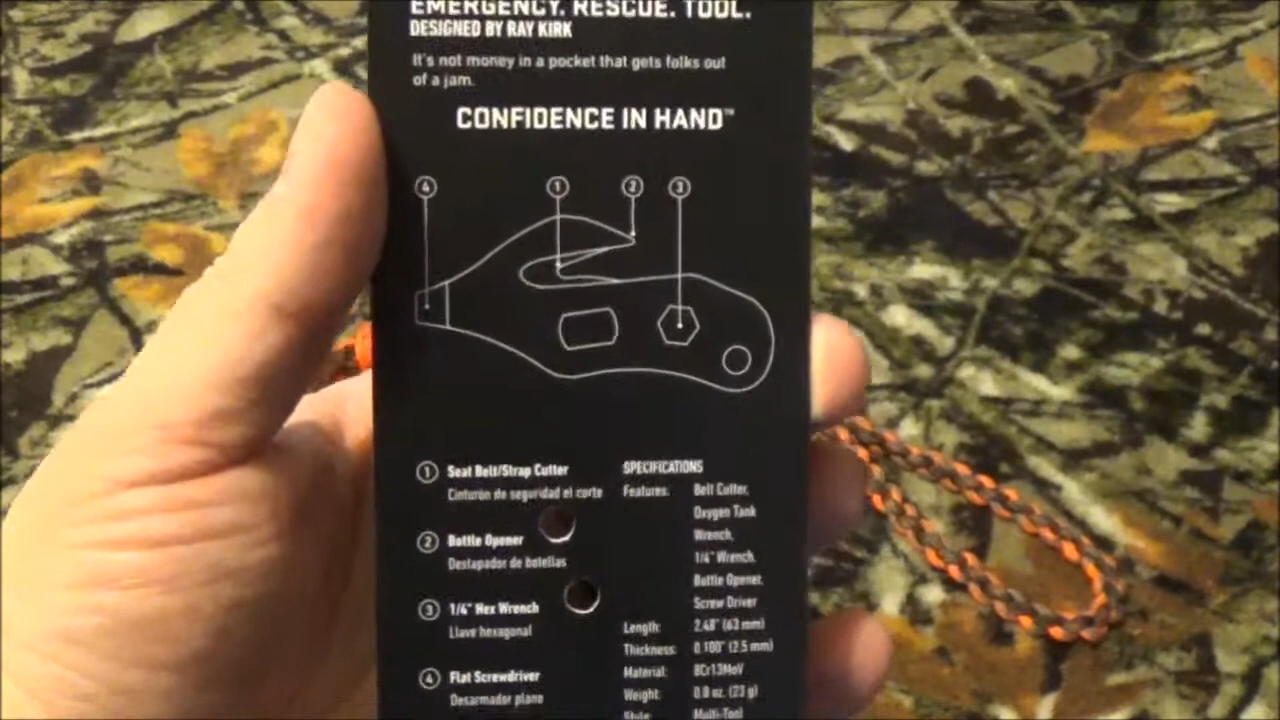 EMERGENCY. RESCUE. TOOL.
DESIGNED BY RAY KIRK
It's not money in a pocket that gets folks out
of a jam.
CONFIDENCE IN HAND™
4 1 2 3
1 Seat Belt/Strap Cutter
Cinturón de seguridad el corte
2 Bottle Opener
Destapador de botellas
3 1/4" Hex Wrench
Llave hexagonal
4 Flat Screwdriver
Desarmador plano
SPECIFICATIONS
Features: Belt Cutter,
Oxygen Tank
Wrench,
1/4" Wrench,
Bottle Opener,
Screw Driver
Length: 2.48" (63 mm)
Thickness: 0.100" (2.5 mm)
Material: 8Cr13MoV
Weight: 0.8 oz. (23 g)
Style: Multi-Tool